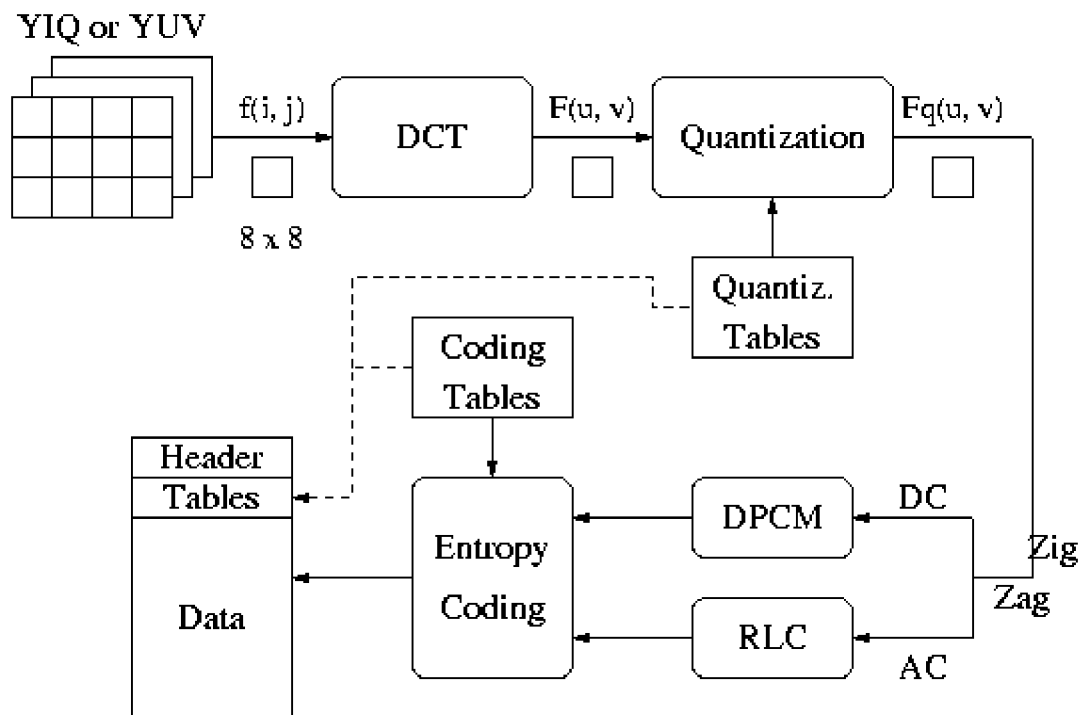 YIQ or YUV
f(i, j)
F(u, v)
Fq(u, v)
DCT
Quantization
8 x 8
Quantiz.
Tables
Coding
Tables
Header
Tables
Data
Entropy
Coding
DPCM
DC
Zig
Zag
RLC
AC